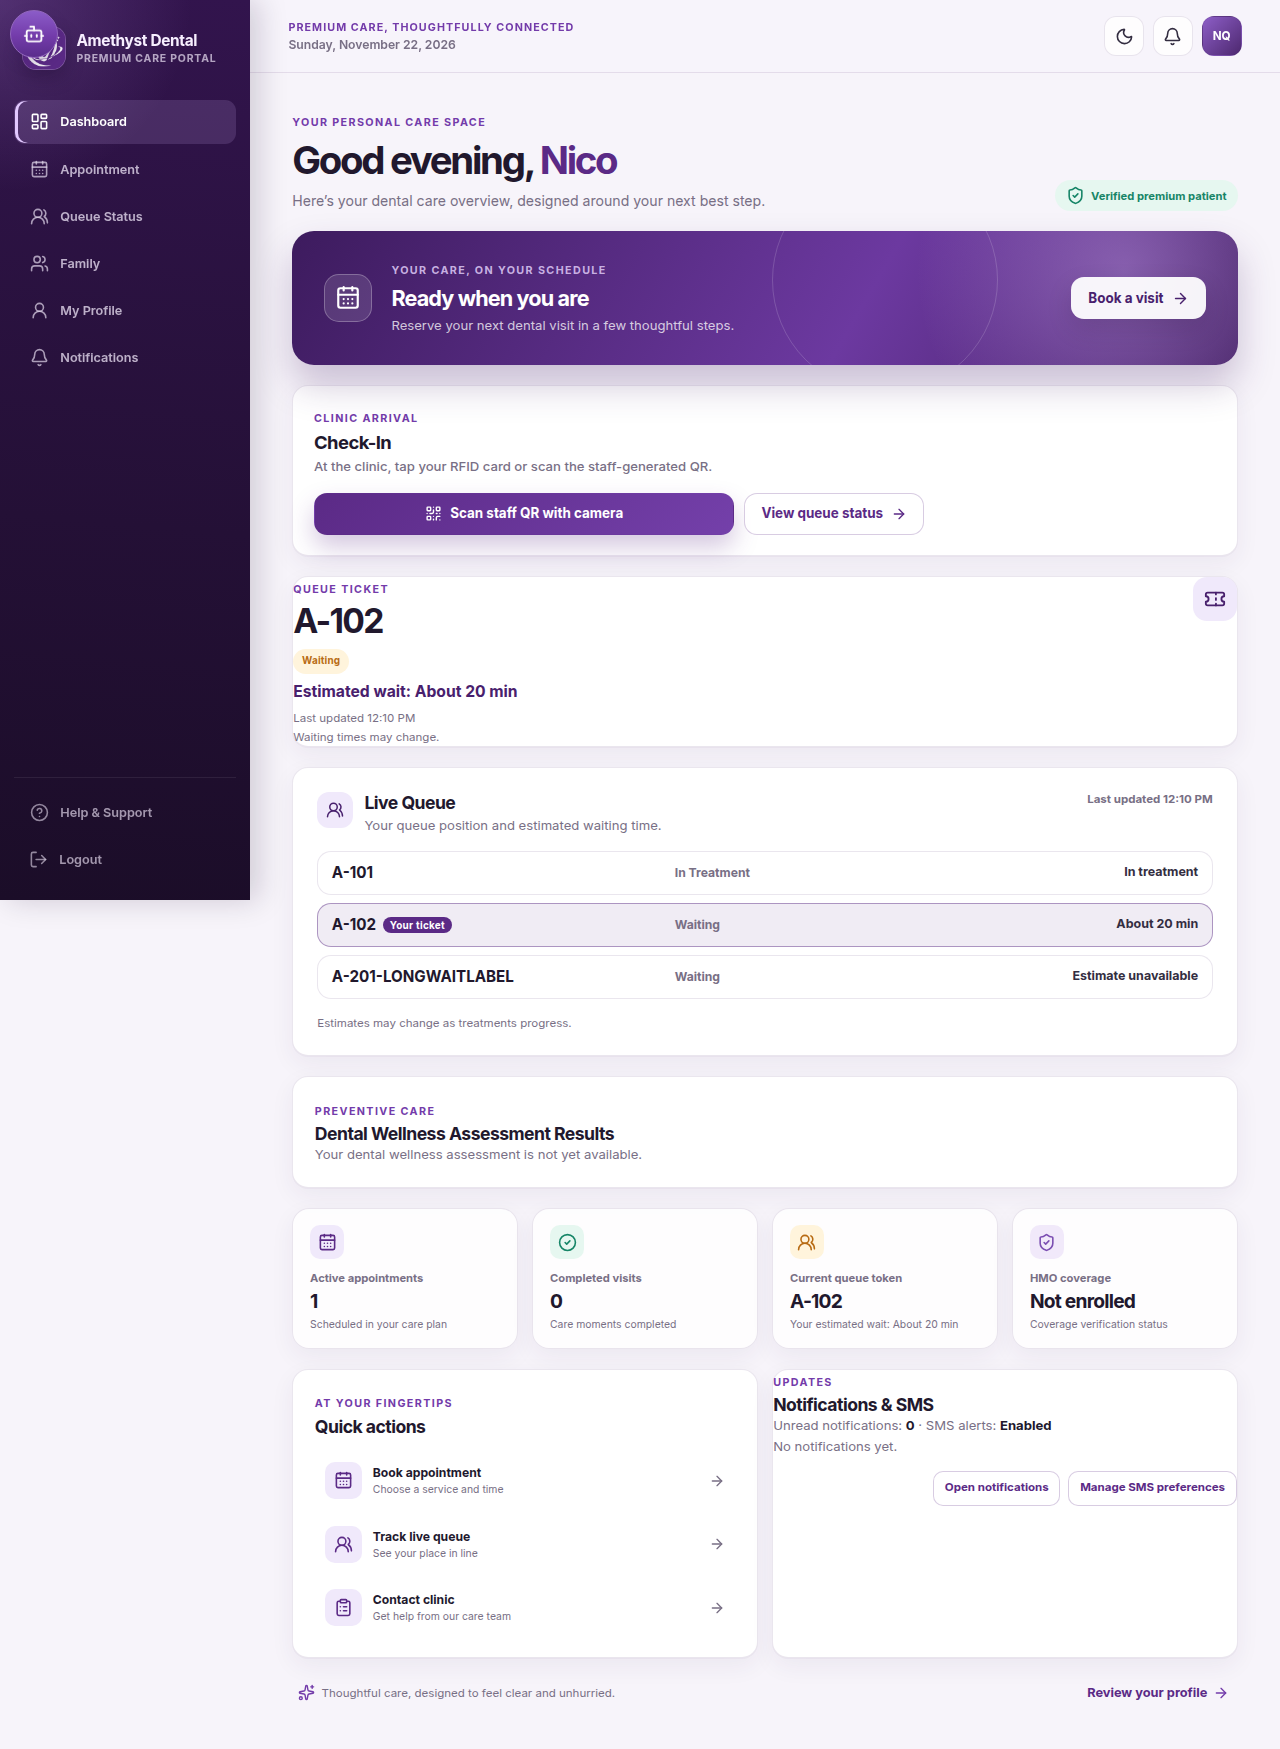 Amethyst Dental
PREMIUM CARE PORTAL
Dashboard
Appointment
Queue Status
Family
My Profile
Notifications
Help & Support
Logout
PREMIUM CARE, THOUGHTFULLY CONNECTED
Sunday, November 22, 2026
NQ
YOUR PERSONAL CARE SPACE
Good evening, Nico
Here's your dental care overview, designed around your next best step.
Verified premium patient
YOUR CARE, ON YOUR SCHEDULE
Ready when you are
Reserve your next dental visit in a few thoughtful steps.
Book a visit
CLINIC ARRIVAL
Check-In
At the clinic, tap your RFID card or scan the staff-generated QR.
Scan staff QR with camera
View queue status
QUEUE TICKET
A-102
Waiting
Estimated wait: About 20 min
Last updated 12:10 PM
Waiting times may change.
Live Queue
Your queue position and estimated waiting time.
Last updated 12:10 PM
A-101 In Treatment In treatment
A-102 Your ticket Waiting About 20 min
A-201-LONGWAITLABEL Waiting Estimate unavailable
Estimates may change as treatments progress.
PREVENTIVE CARE
Dental Wellness Assessment Results
Your dental wellness assessment is not yet available.
Active appointments
1
Scheduled in your care plan
Completed visits
0
Care moments completed
Current queue token
A-102
Your estimated wait: About 20 min
HMO coverage
Not enrolled
Coverage verification status
AT YOUR FINGERTIPS
Quick actions
Book appointment
Choose a service and time
Track live queue
See your place in line
Contact clinic
Get help from our care team
UPDATES
Notifications & SMS
Unread notifications: 0 · SMS alerts: Enabled
No notifications yet.
Open notifications
Manage SMS preferences
Thoughtful care, designed to feel clear and unhurried.
Review your profile